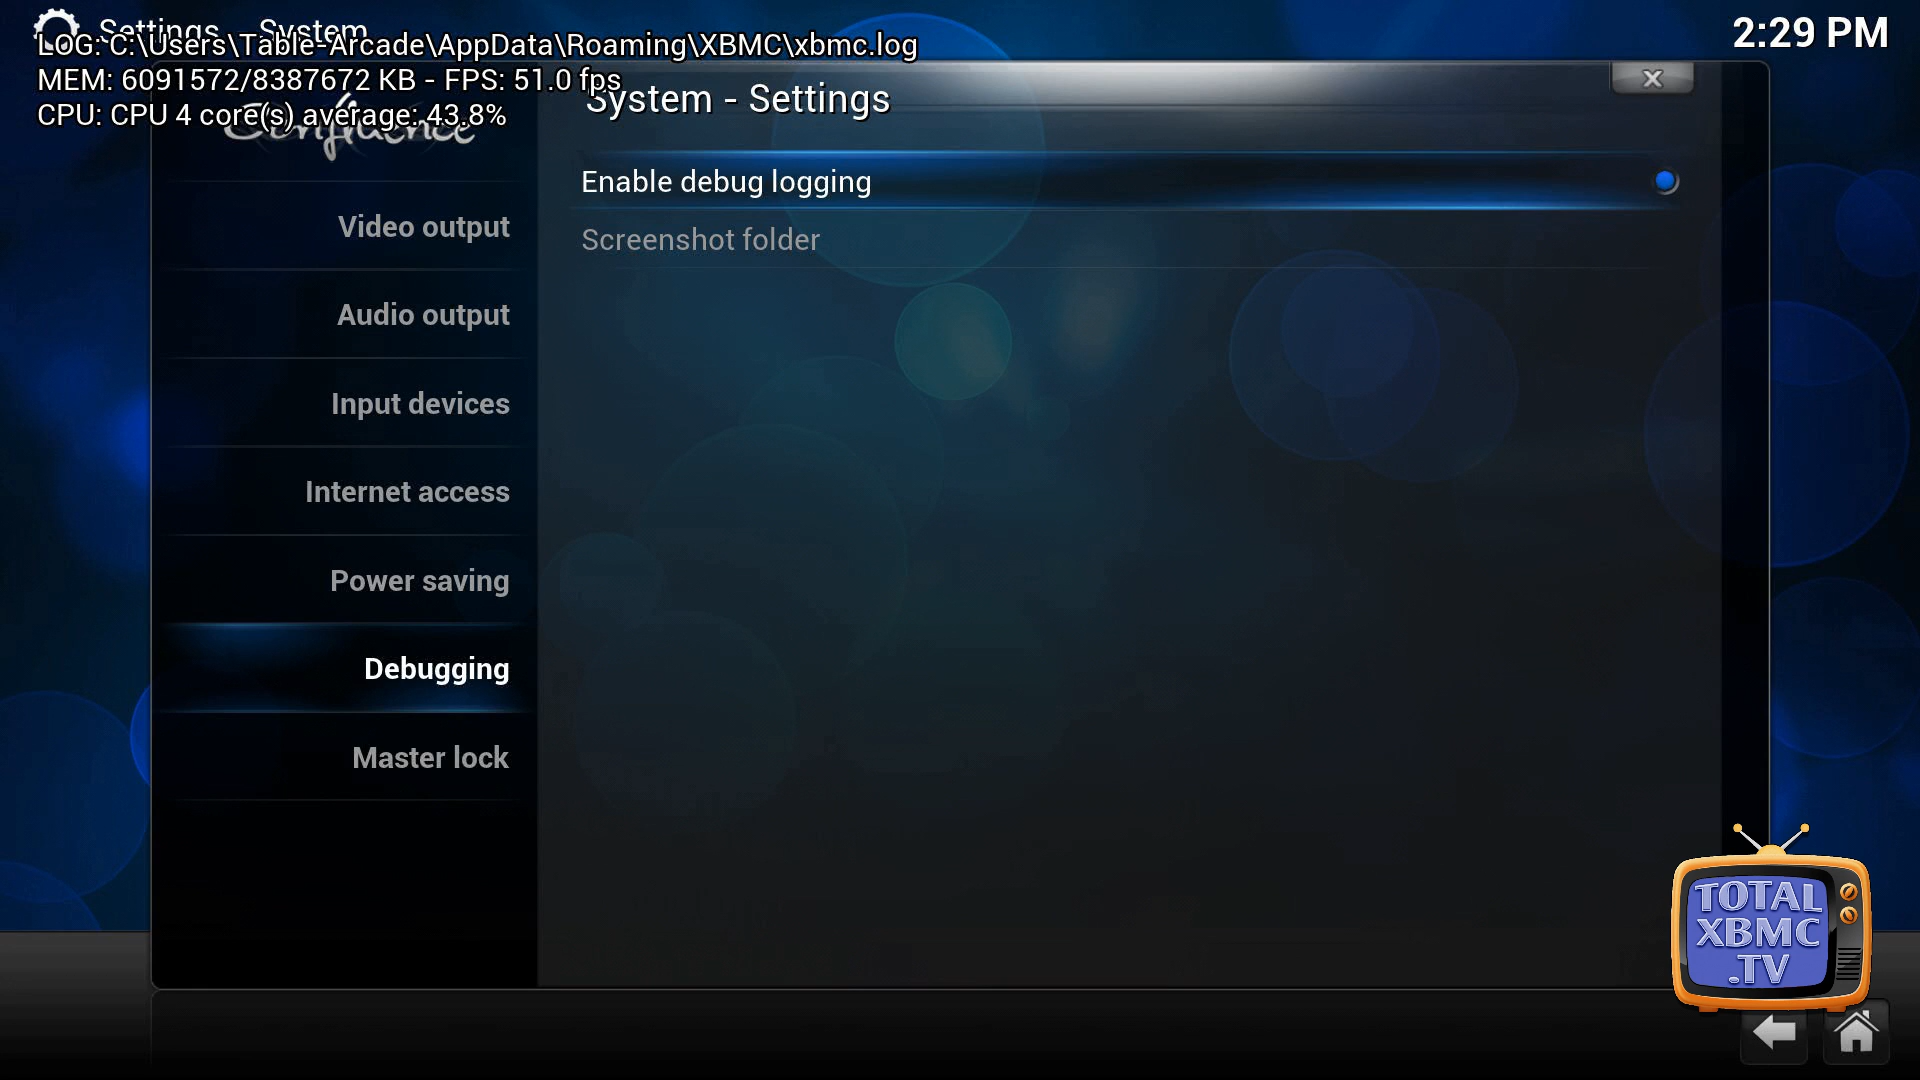 Settings - System
LOG: C:\Users\Table-Arcade\AppData\Roaming\XBMC\xbmc.log
MEM: 6091572/8387672 KB - FPS: 51.0 fps
CPU: CPU 4 core(s) average: 43.8%
2:29 PM
Confluence
System - Settings
X
Video output
Audio output
Input devices
Internet access
Power saving
Debugging
Master lock
Enable debug logging
Screenshot folder
TOTAL
XBMC
.TV